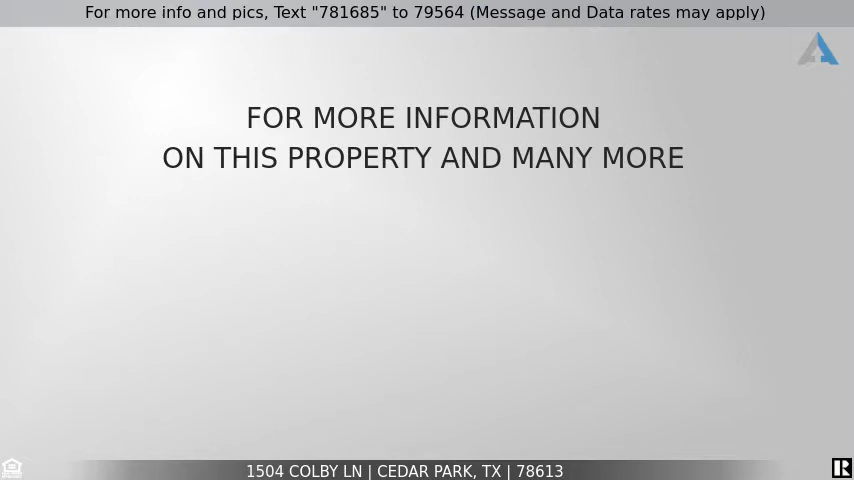 For more info and pics, Text "781685" to 79564 (Message and Data rates may apply)
FOR MORE INFORMATION
ON THIS PROPERTY AND MANY MORE
1504 COLBY LN | CEDAR PARK, TX | 78613